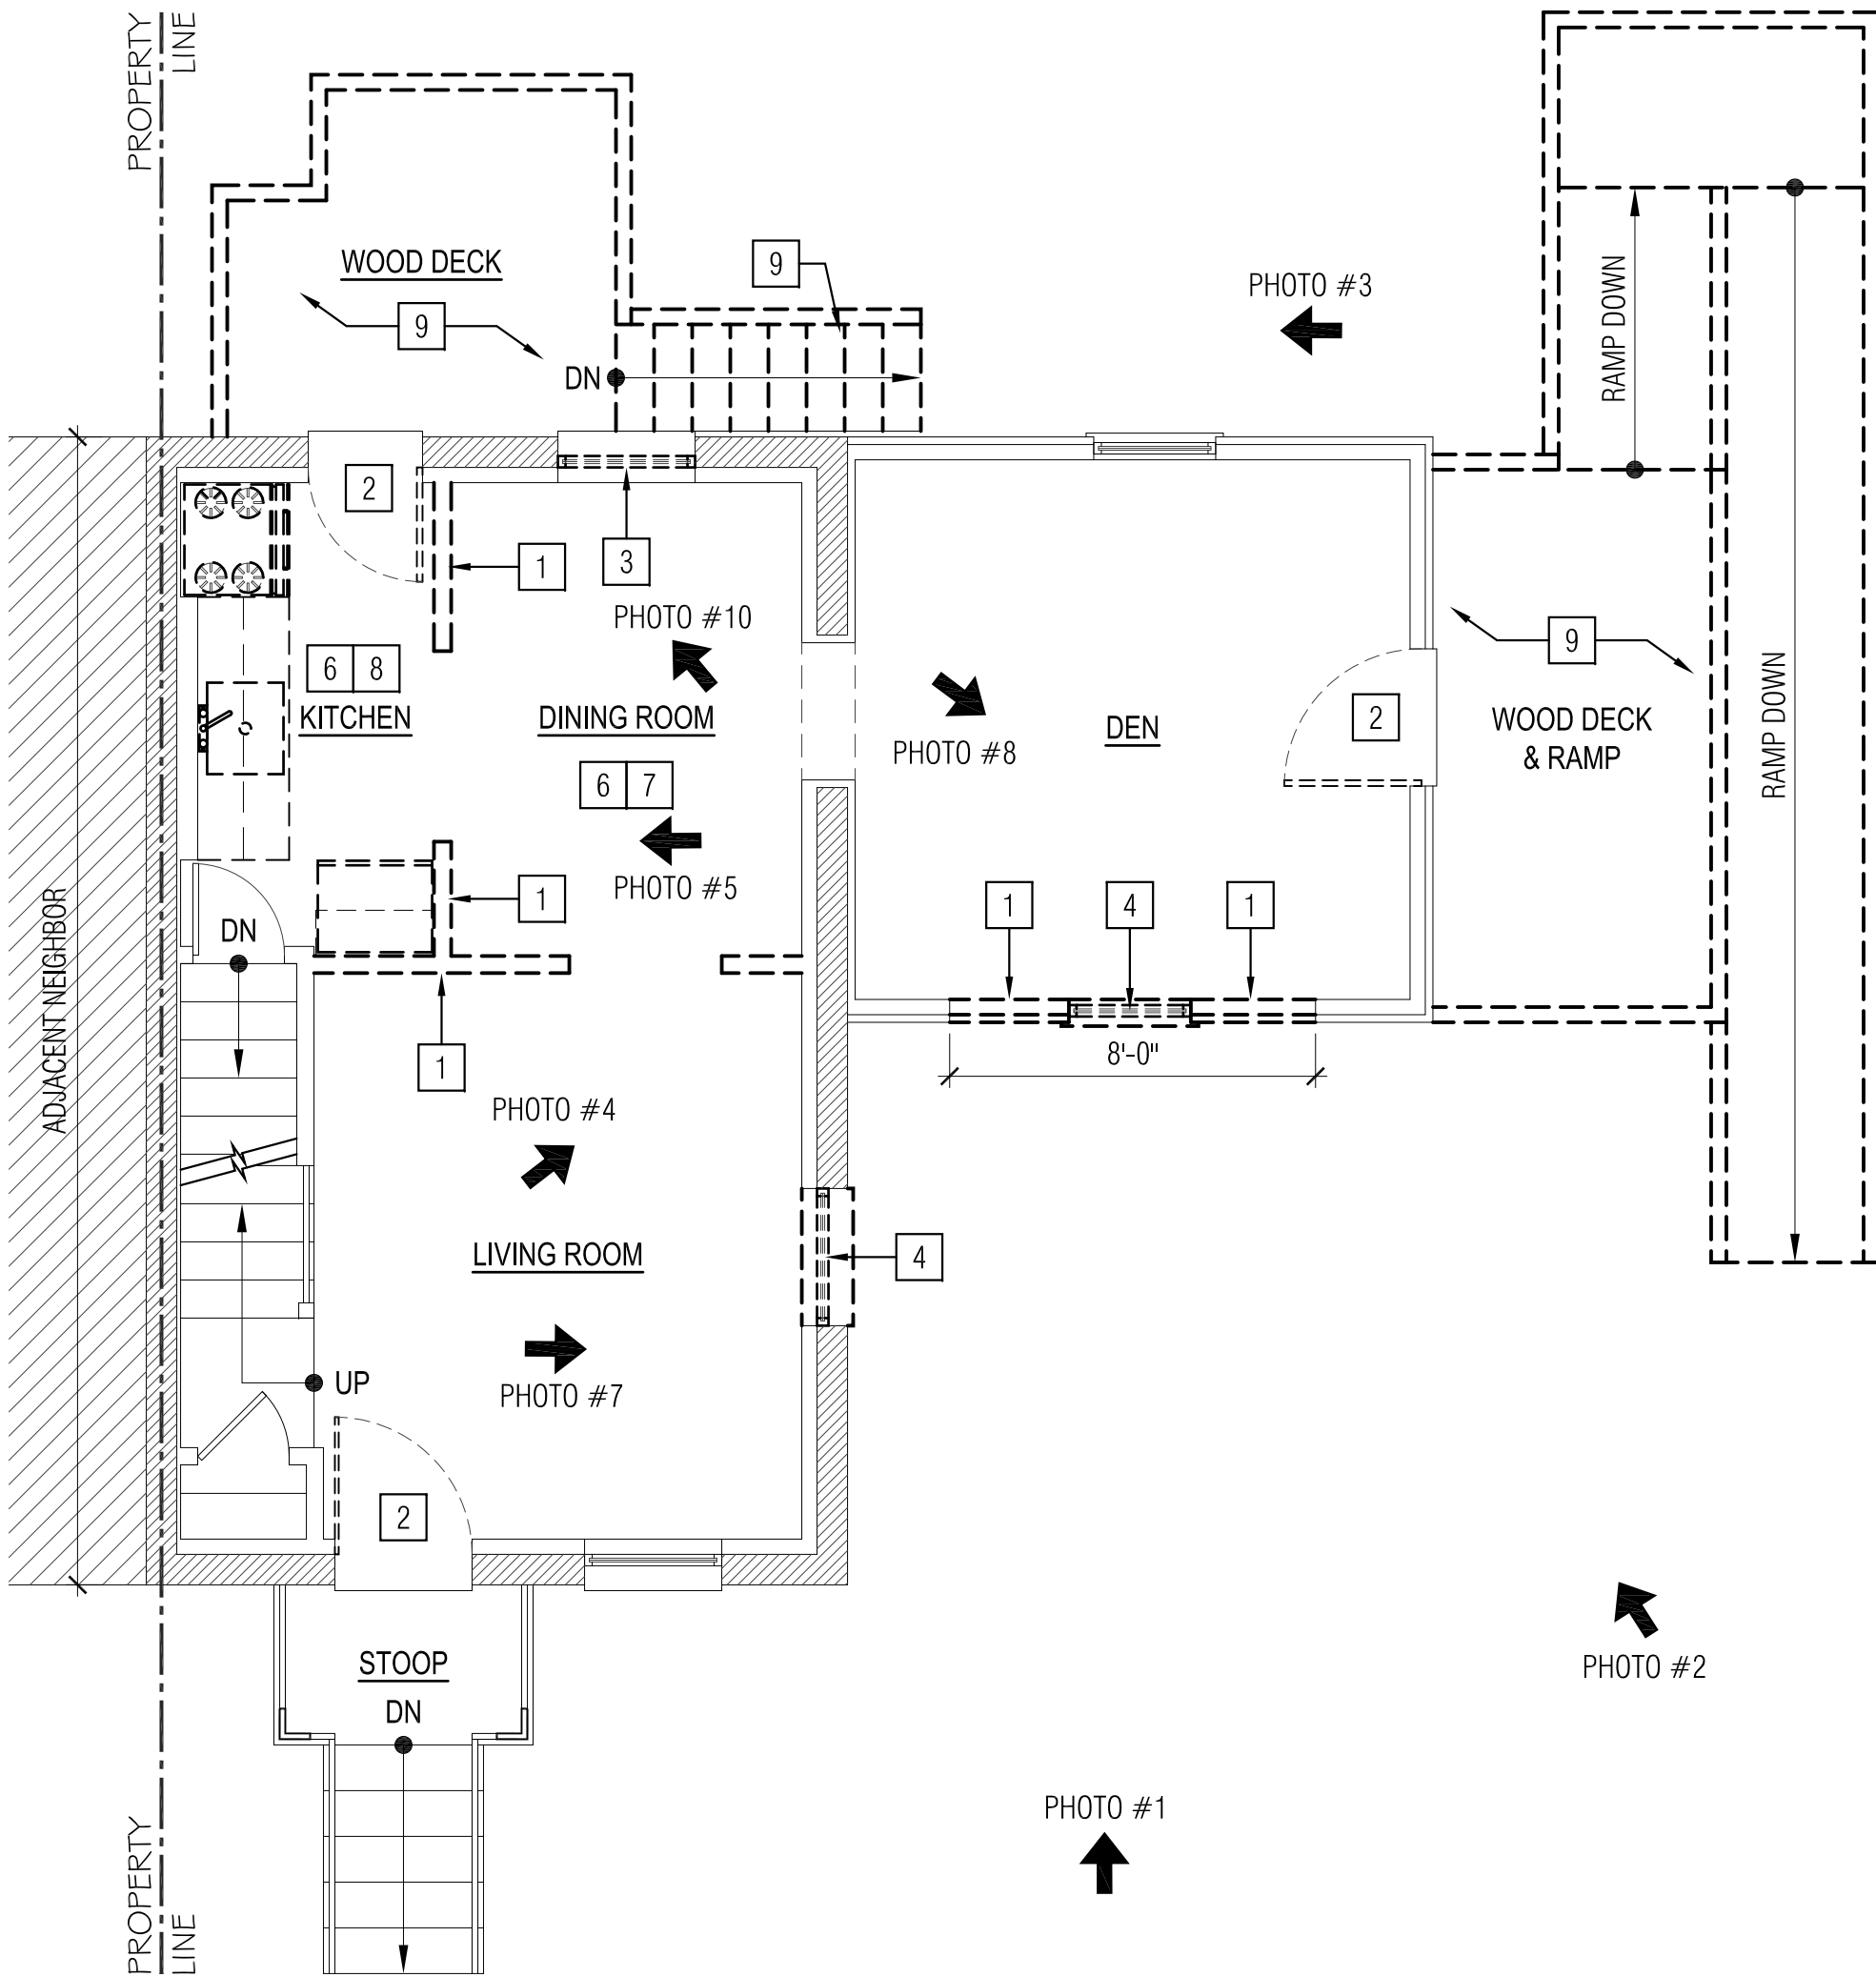 PROPERTY
LINE
WOOD DECK
9
9
PHOTO #3
RAMP DOWN
DN
2
1
3
PHOTO #10
6 8
KITCHEN
DINING ROOM
6 7
PHOTO #8
DEN
2
9
WOOD DECK
& RAMP
RAMP DOWN
PHOTO #5
1
1
4
1
DN
ADJACENT NEIGHBOR
8'-0"
1
PHOTO #4
LIVING ROOM
4
PHOTO #7
UP
2
STOOP
DN
PHOTO #2
PHOTO #1
PROPERTY
LINE